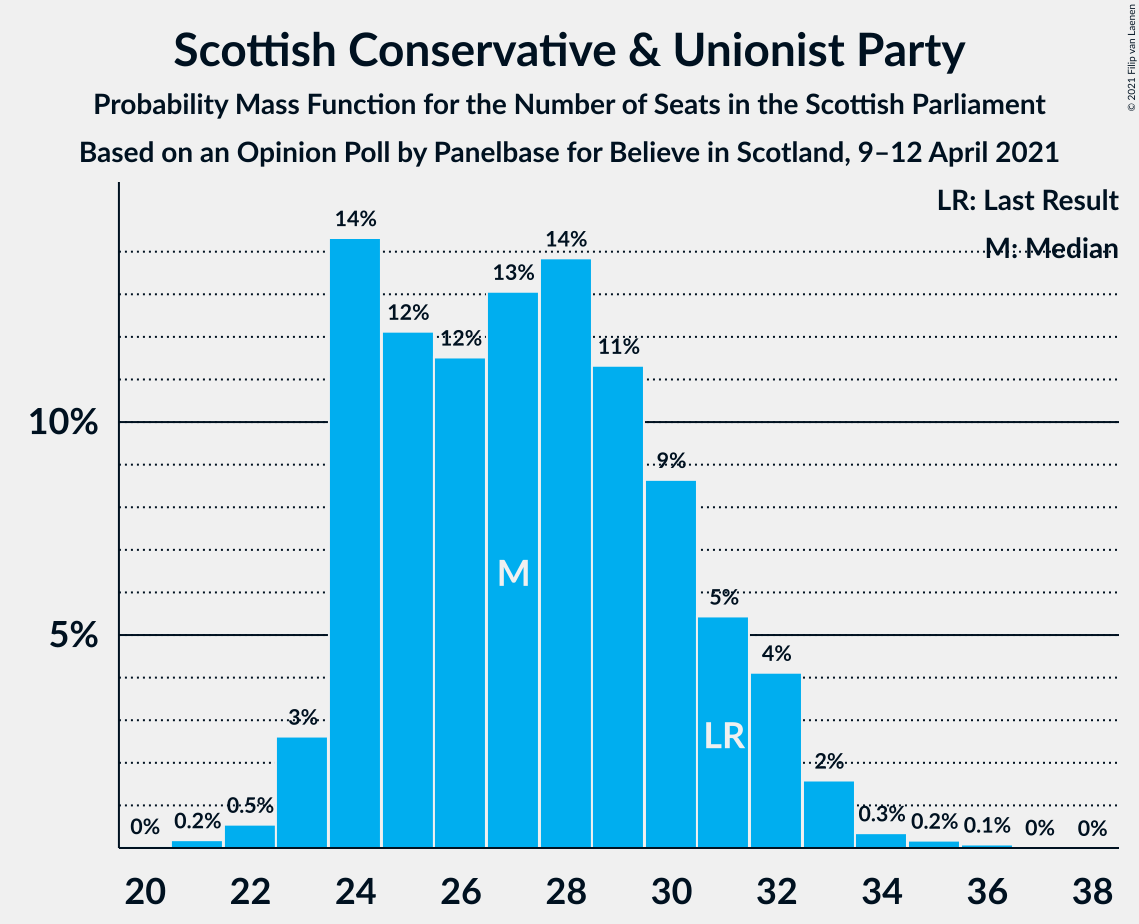 Scottish Conservative & Unionist Party
Probability Mass Function for the Number of Seats in the Scottish Parliament
Based on an Opinion Poll by Panelbase for Believe in Scotland, 9–12 April 2021
© 2021 Filip van Laenen
LR: Last Result
M: Median
10%
5%
0%
0.2%
0.5%
3%
14%
12%
12%
13%
14%
11%
9%
5%
4%
2%
0.3%
0.2%
0.1%
0%
0%
M
LR
20 22 24 26 28 30 32 34 36 38